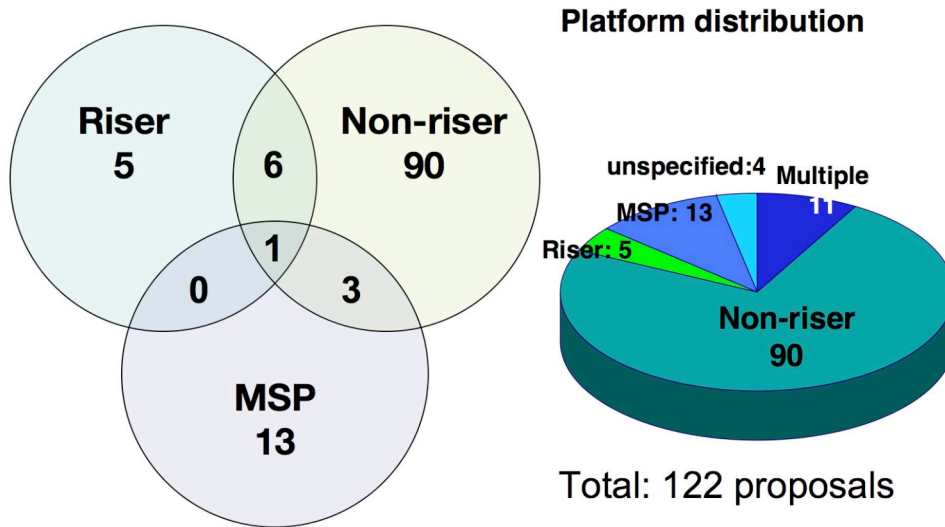 Platform distribution
Riser
5
6
Non-riser
90
1
0
3
MSP
13
unspecified:4
Multiple
11
MSP: 13
Riser: 5
Non-riser
90
Total: 122 proposals